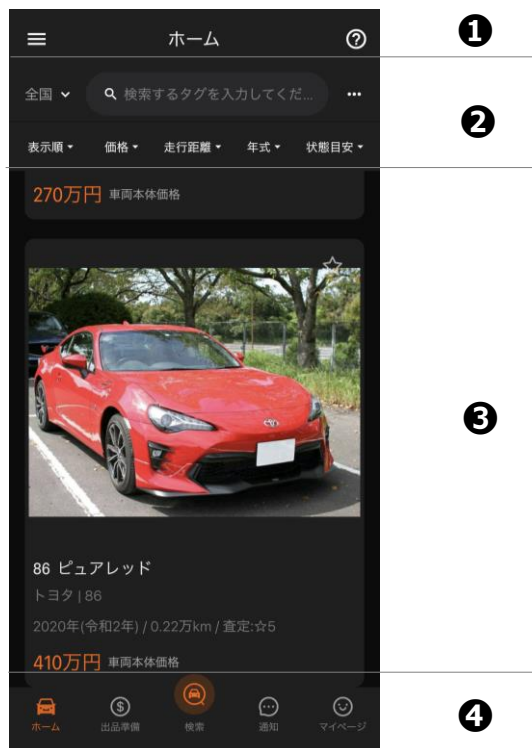 ホーム
❶
全国
検索するタグを入力してくだ...
❷
表示順 価格 走行距離 年式 状態目安
270万円 車両本体価格
❸
86 ピュアレッド
トヨタ | 86
2020年(令和2年) / 0.22万km / 査定:☆5
410万円 車両本体価格
ホーム 出品準備 検索 通知 マイページ
❹